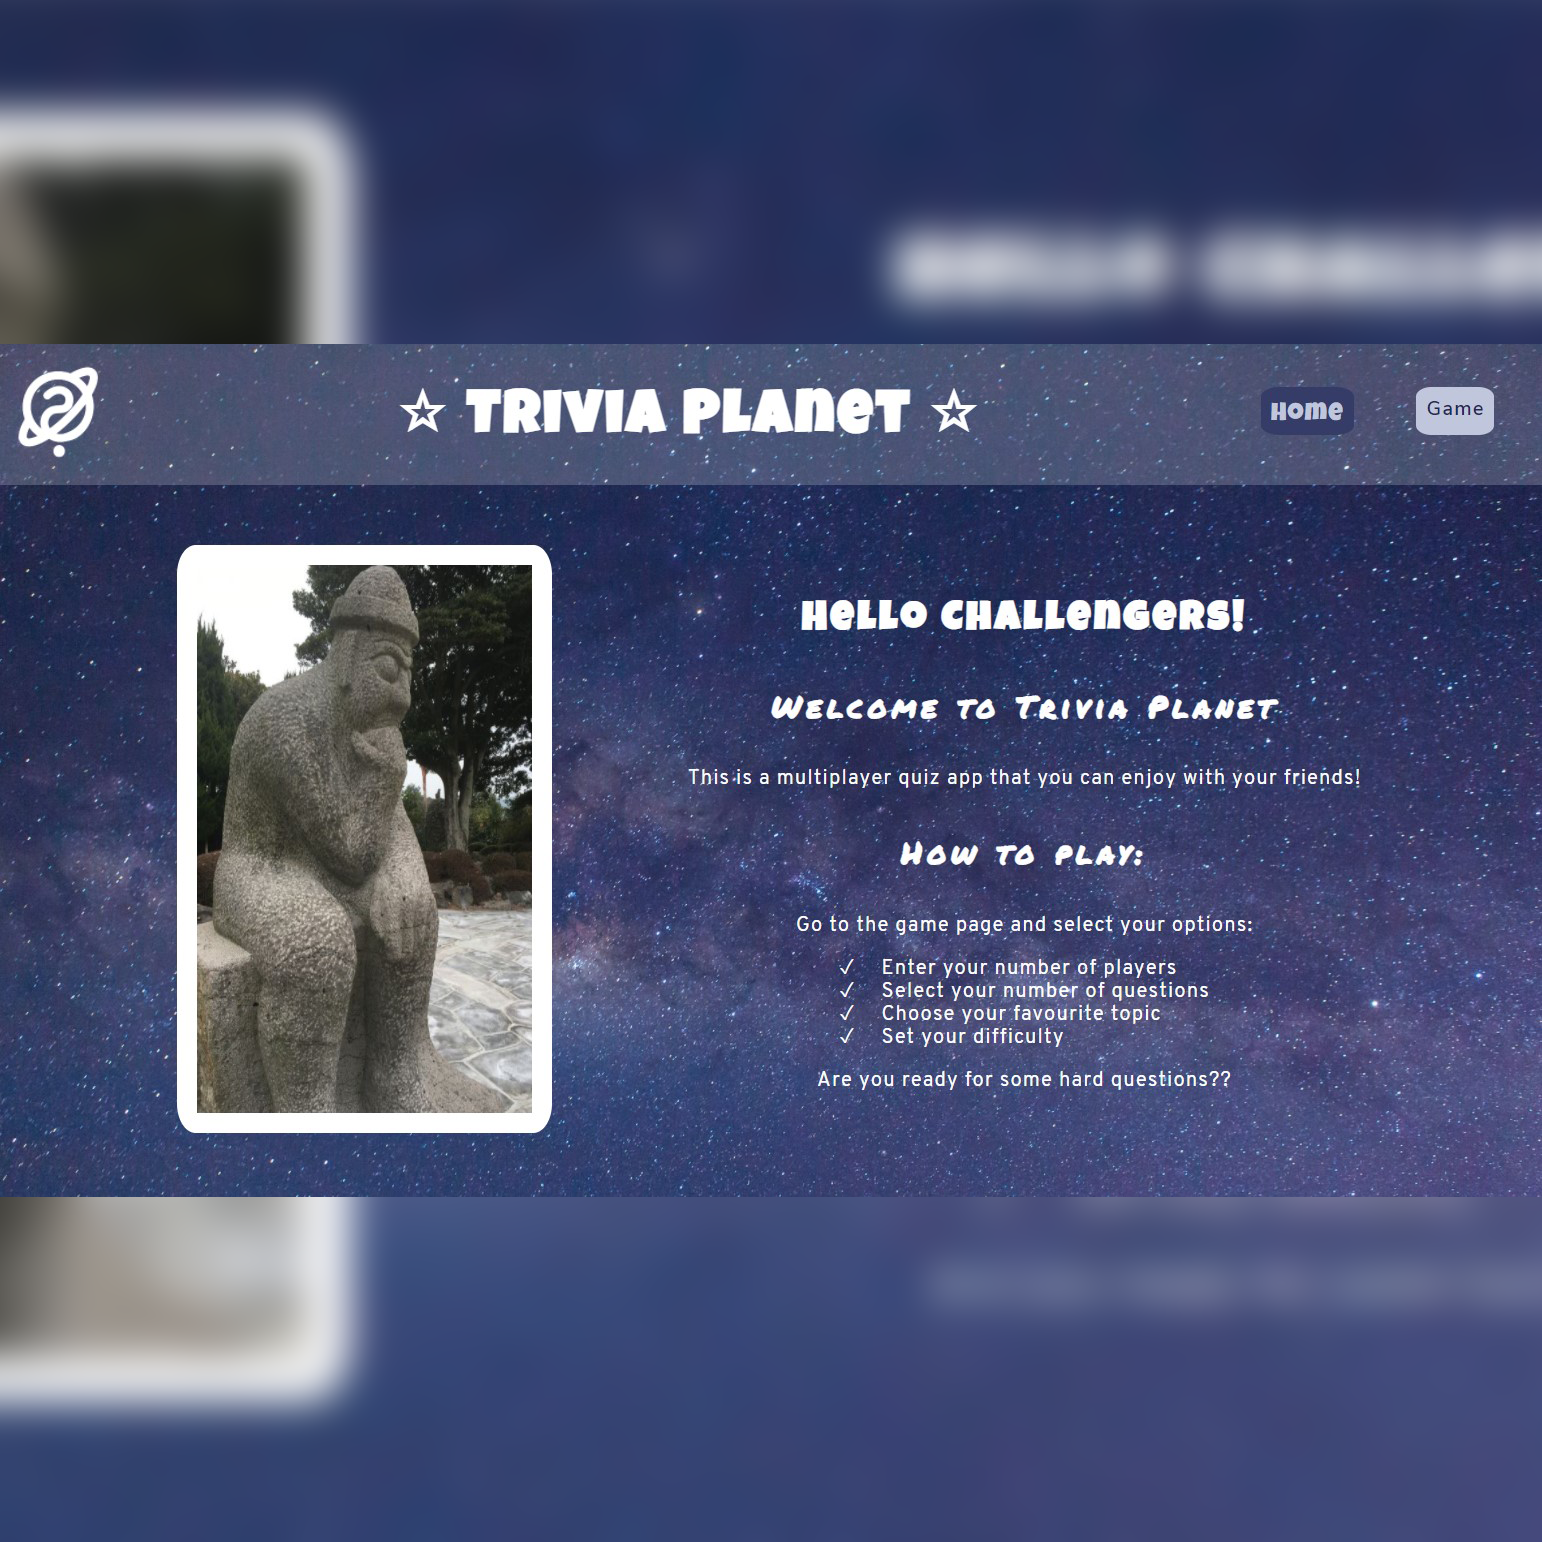 ☆ TRIVIA PLANET ☆
Home
Game
HELLO CHALLENGERS!
WELCOME TO TRIVIA PLANET
This is a multiplayer quiz app that you can enjoy with your friends!
HOW TO PLAY:
Go to the game page and select your options:
✓ Enter your number of players
✓ Select your number of questions
✓ Choose your favourite topic
✓ Set your difficulty
Are you ready for some hard questions??